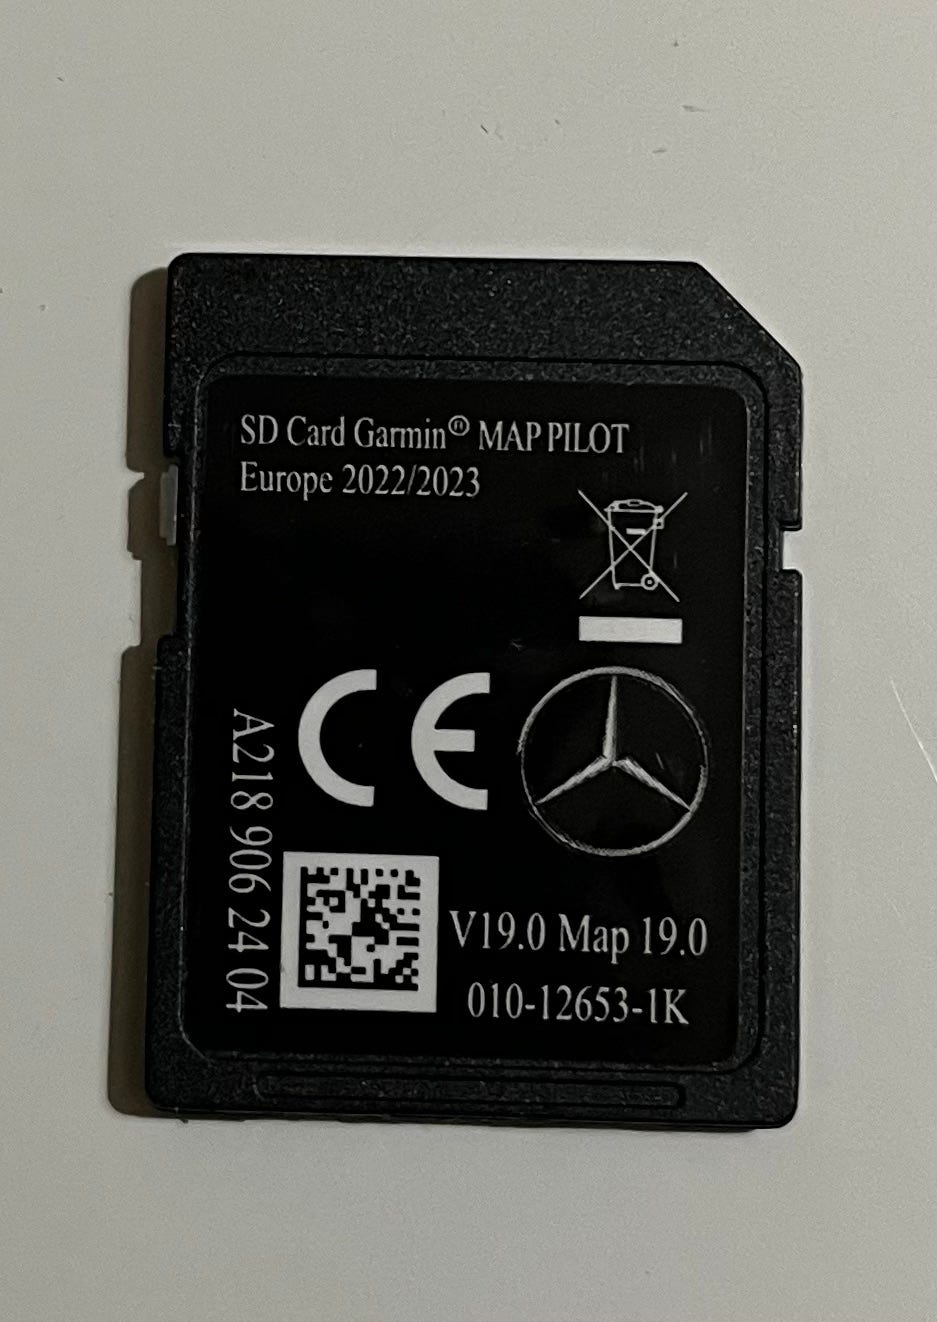 SD Card Garmin® MAP PILOT
Europe 2022/2023
CE
A218 906 24 04
V19.0 Map 19.0
010-12653-1K